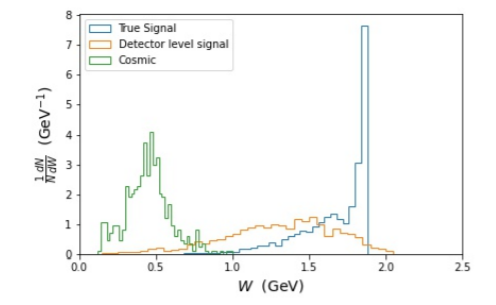 True Signal
Detector level signal
Cosmic
8
7
6
5
4
3
2
1
0
1/N dN/dW (GeV⁻¹)
0.0 0.5 1.0 1.5 2.0 2.5
W (GeV)